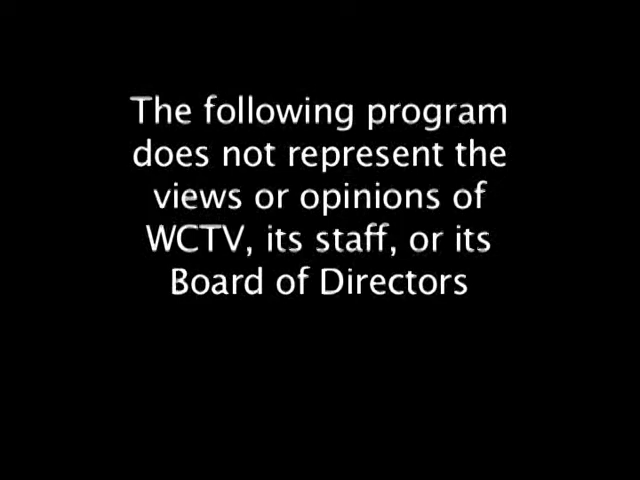 The following program
does not represent the
views or opinions of
WCTV, its staff, or its
Board of Directors